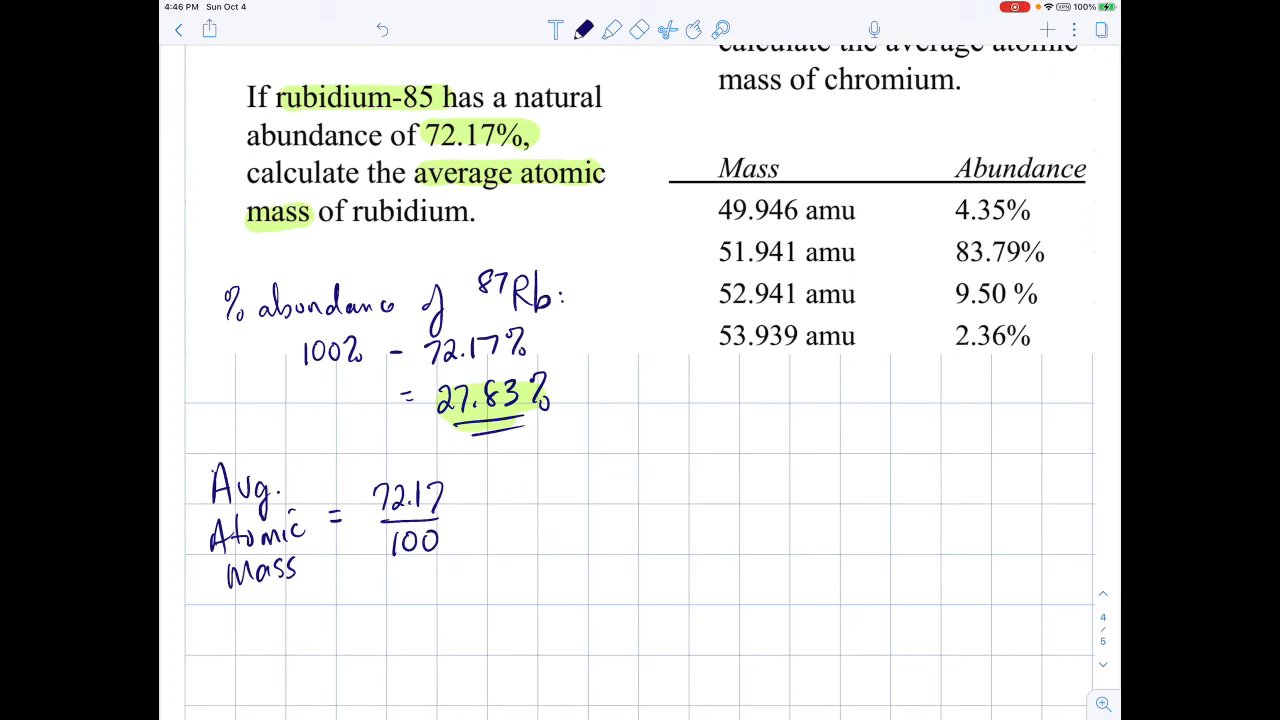 4:46 PM Sun Oct 4
VPN 100%
T
If rubidium-85 has a natural
abundance of 72.17%,
calculate the average atomic
mass of rubidium.
% abundance of 87Rb:
100% - 72.17%
= 27.83%
Avg.
Atomic
Mass
= 72.17
100
calculate the average atomic
mass of chromium.
Mass Abundance
49.946 amu 4.35%
51.941 amu 83.79%
52.941 amu 9.50 %
53.939 amu 2.36%
4
5